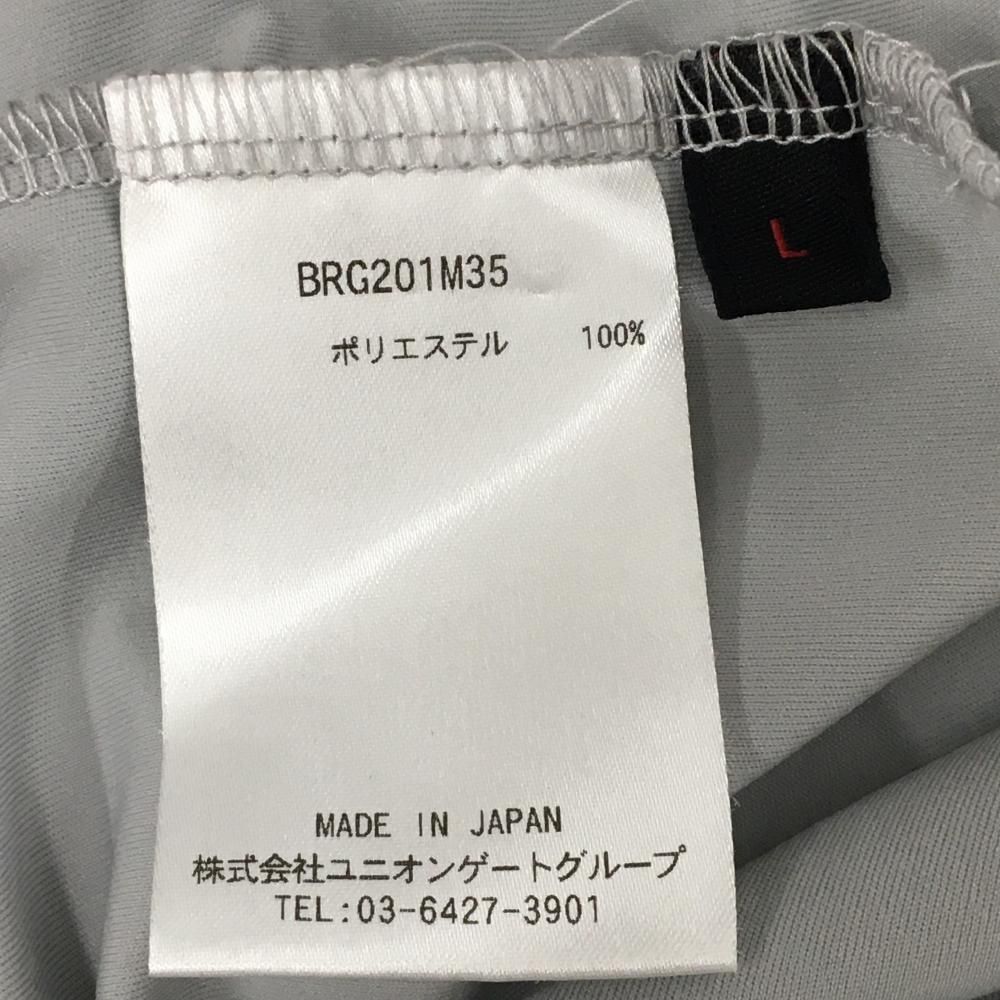 L
BRG201M35
ポリエステル 100%
MADE IN JAPAN
株式会社ユニオンゲートグループ
TEL:03-6427-3901